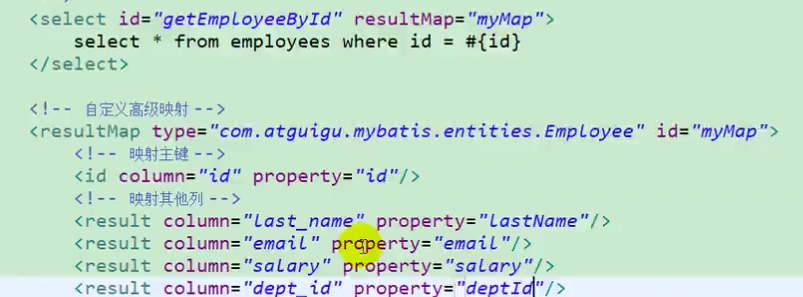 <select id="getEmployeeById" resultMap="myMap">
select * from employees where id = #{id}
</select>
<!-- 自定义高级映射 -->
<resultMap type="com.atguigu.mybatis.entities.Employee" id="myMap">
<!-- 映射主键 -->
<id column="id" property="id"/>
<!-- 映射其他列 -->
<result column="last_name" property="lastName"/>
<result column="email" property="email"/>
<result column="salary" property="salary"/>
<result column="dept_id" property="deptId"/>